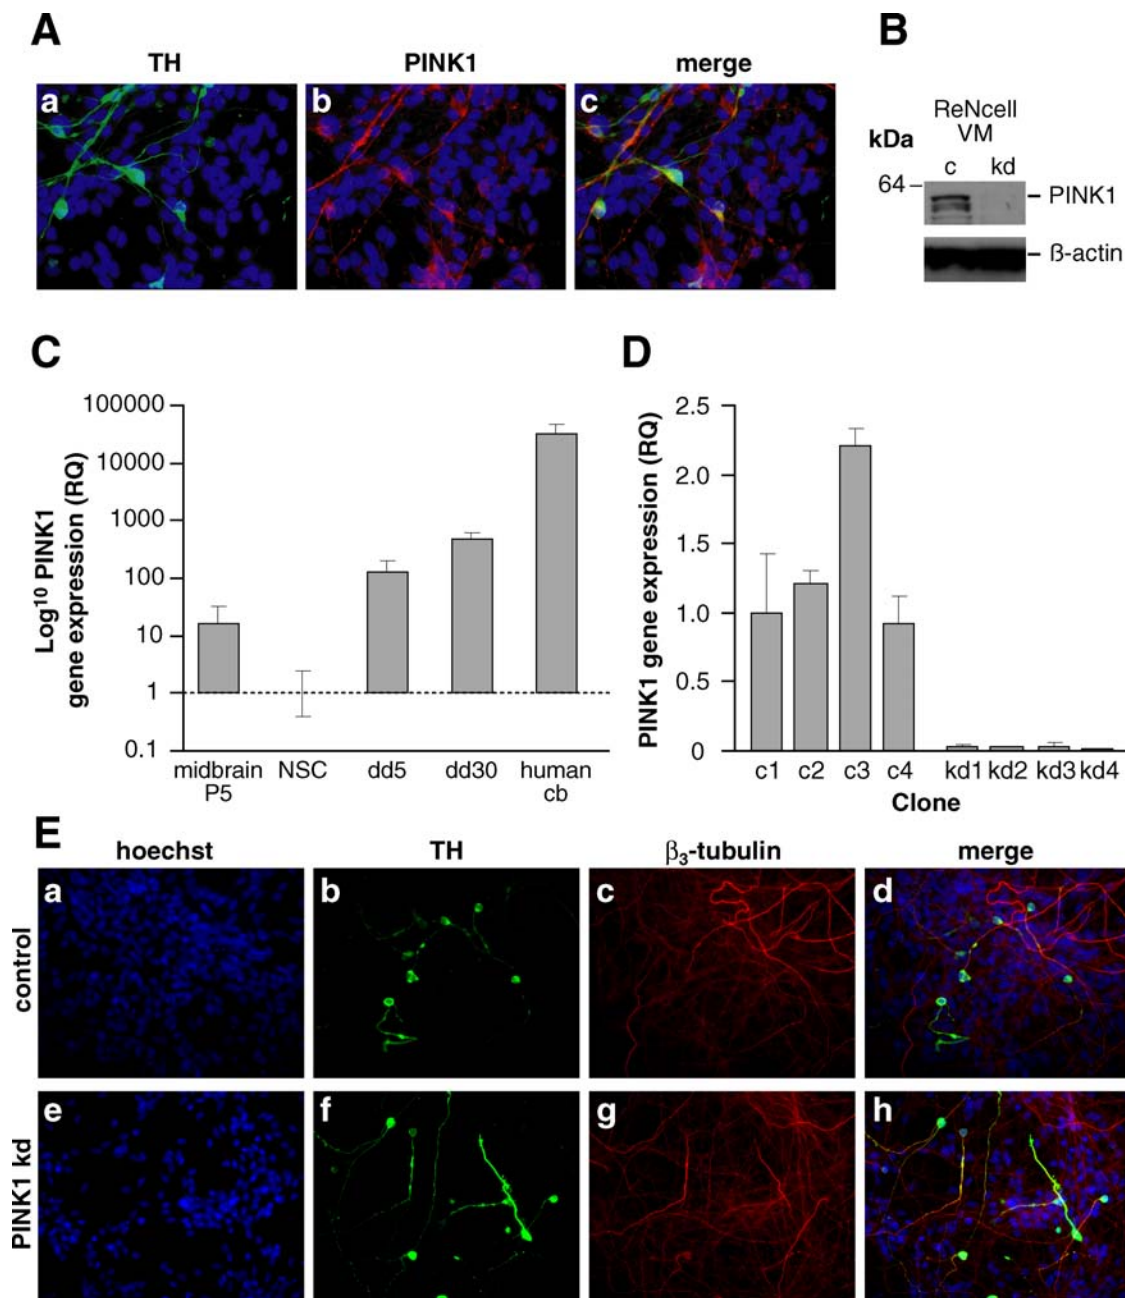 A
TH
PINK1
merge
a
b
c
B
ReNcell
VM
kDa
c
kd
64
PINK1
ß-actin
C
Log¹⁰ PINK1
gene expression (RQ)
100000
10000
1000
100
10
1
0.1
midbrain
P5
NSC
dd5
dd30
human
cb
D
PINK1 gene expression (RQ)
2.5
2.0
1.5
1.0
0.5
0
c1
c2
c3
c4
kd1
kd2
kd3
kd4
Clone
E
hoechst
TH
β₃-tubulin
merge
control
a
b
c
d
PINK1 kd
e
f
g
h